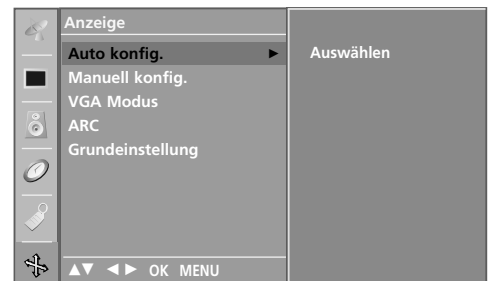 Anzeige
Auto konfig. ► Auswählen
Manuell konfig.
VGA Modus
ARC
Grundeinstellung
▲▼ ◄► OK MENU